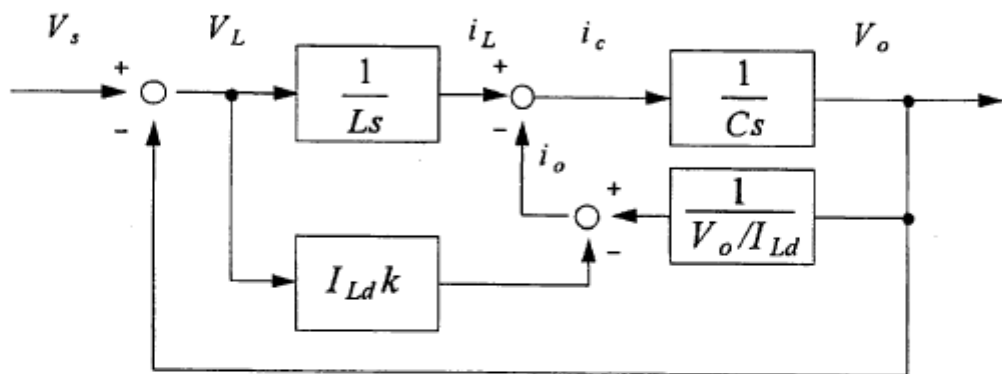 V_s V_L i_L i_c V_o
+ 1/Ls + 1/Cs
− −
i_o + 1/(V_o/I_Ld)
I_Ld k −